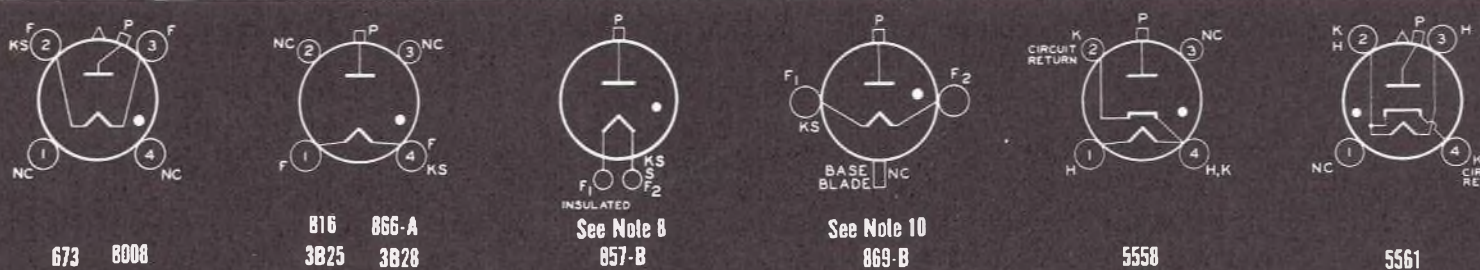 F
KS 2
P
F
3
NC 1
4
NC
673 8008
NC 2
P
NC
3
F 1
4
F
KS
816 866-A
3B25 3B28
P
F1
KS
S
F2
INSULATED
See Note 8
857-B
P
F1
KS
F2
BASE
BLADE
NC
See Note 10
869-B
K
2
CIRCUIT
RETURN
P
NC
3
H 1
4
H,K
5558
K
H 2
P
3 H
NC 1
4
K
CIR
RET
5561